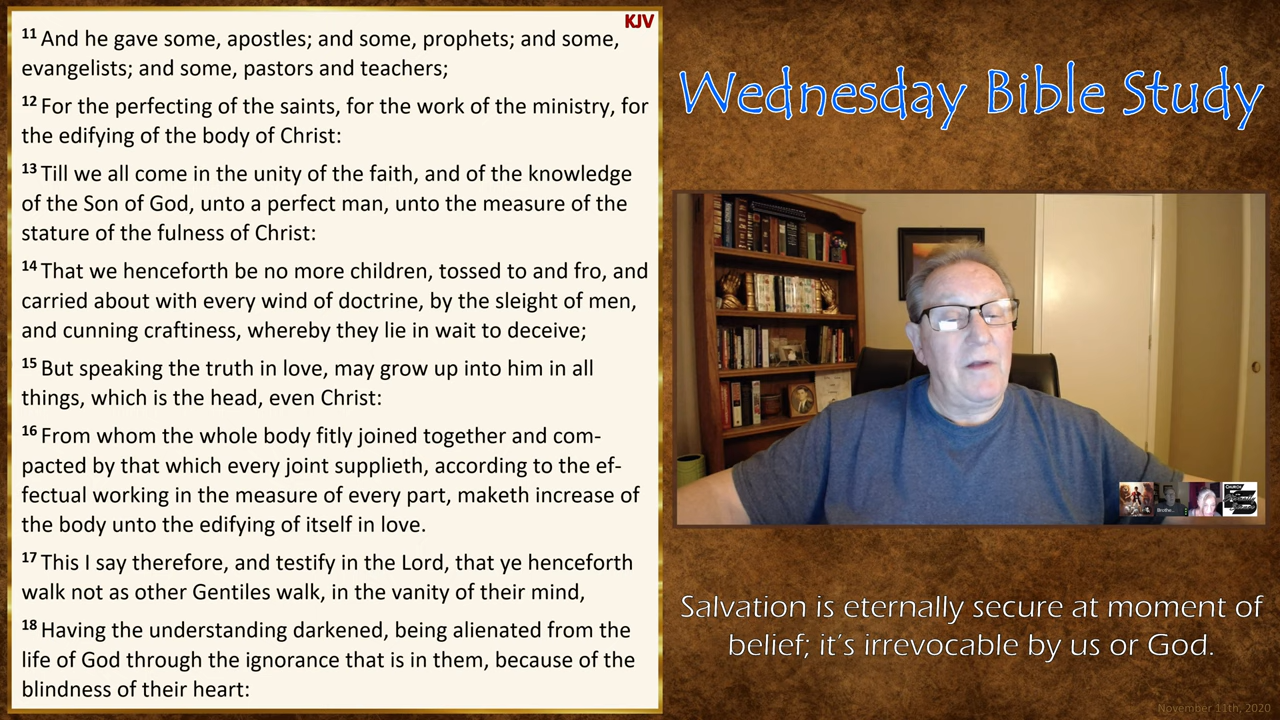 KJV
11 And he gave some, apostles; and some, prophets; and some,
evangelists; and some, pastors and teachers;
12 For the perfecting of the saints, for the work of the ministry, for
the edifying of the body of Christ:
13 Till we all come in the unity of the faith, and of the knowledge
of the Son of God, unto a perfect man, unto the measure of the
stature of the fulness of Christ:
14 That we henceforth be no more children, tossed to and fro, and
carried about with every wind of doctrine, by the sleight of men,
and cunning craftiness, whereby they lie in wait to deceive;
15 But speaking the truth in love, may grow up into him in all
things, which is the head, even Christ:
16 From whom the whole body fitly joined together and com-
pacted by that which every joint supplieth, according to the ef-
fectual working in the measure of every part, maketh increase of
the body unto the edifying of itself in love.
17 This I say therefore, and testify in the Lord, that ye henceforth
walk not as other Gentiles walk, in the vanity of their mind,
18 Having the understanding darkened, being alienated from the
life of God through the ignorance that is in them, because of the
blindness of their heart:
Wednesday Bible Study
Brothe...
Church
Salvation is eternally secure at moment of
belief; it's irrevocable by us or God.
November 11th, 2020